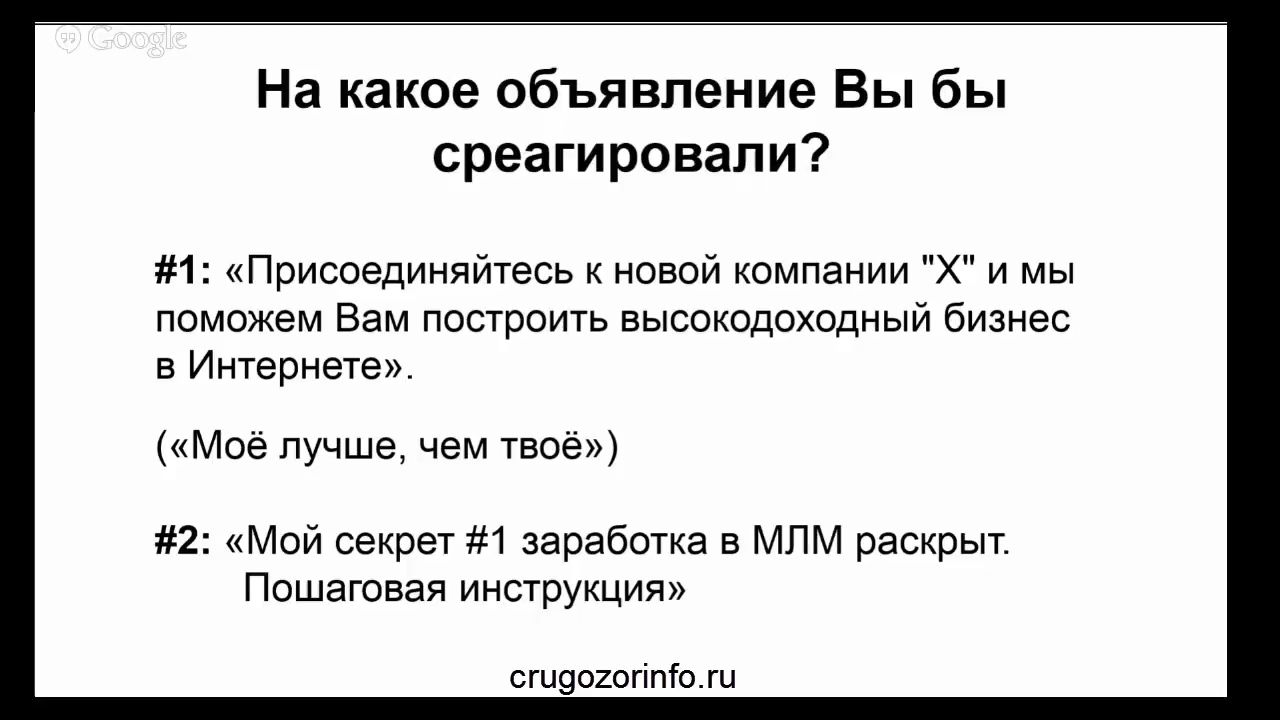 Google
На какое объявление Вы бы
среагировали?
#1: «Присоединяйтесь к новой компании "X" и мы
поможем Вам построить высокодоходный бизнес
в Интернете».
(«Моё лучше, чем твоё»)
#2: «Мой секрет #1 заработка в МЛМ раскрыт.
Пошаговая инструкция»
crugozorinfo.ru